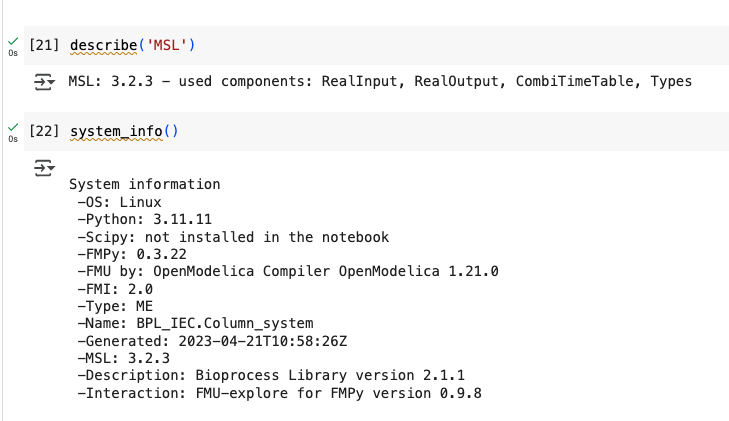 [21] describe('MSL')
0s
MSL: 3.2.3 – used components: RealInput, RealOutput, CombiTimeTable, Types
[22] system_info()
0s
System information
-OS: Linux
-Python: 3.11.11
-Scipy: not installed in the notebook
-FMPy: 0.3.22
-FMU by: OpenModelica Compiler OpenModelica 1.21.0
-FMI: 2.0
-Type: ME
-Name: BPL_IEC.Column_system
-Generated: 2023-04-21T10:58:26Z
-MSL: 3.2.3
-Description: Bioprocess Library version 2.1.1
-Interaction: FMU-explore for FMPy version 0.9.8